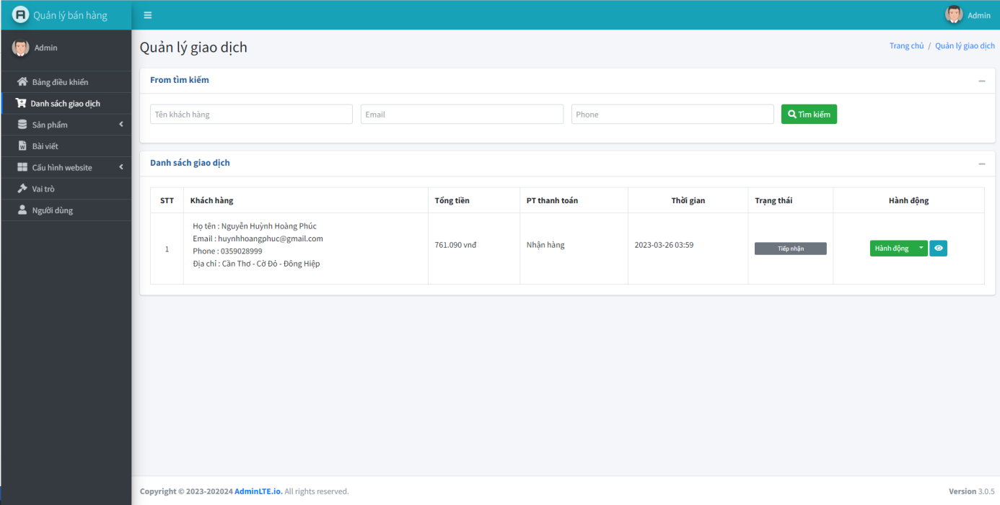 Quản lý bán hàng
Admin
Admin
Quản lý giao dịch
Trang chủ / Quản lý giao dịch
Bảng điều khiển
Danh sách giao dịch
Sản phẩm
Bài viết
Cấu hình website
Vai trò
Người dùng
From tìm kiếm
Tên khách hàng Email Phone Tìm kiếm
Danh sách giao dịch
STT Khách hàng Tổng tiền PT thanh toán Thời gian Trạng thái Hành động
Họ tên : Nguyễn Huỳnh Hoàng Phúc
Email : huynhhoangphuc@gmail.com
Phone : 0359028999
Địa chỉ : Cần Thơ - Cờ Đỏ - Đông Hiệp
1 761.090 vnđ Nhận hàng 2023-03-26 03:59 Tiếp nhận Hành động
Copyright © 2023-202024 AdminLTE.io. All rights reserved. Version 3.0.5